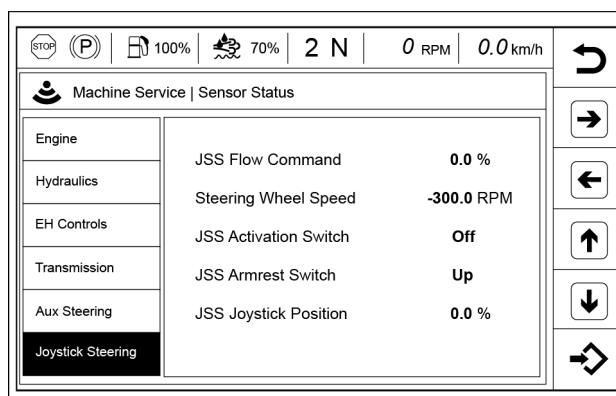 STOP (P) 100% 70% 2 N 0 RPM 0.0 km/h
Machine Service | Sensor Status
Engine
Hydraulics
EH Controls
Transmission
Aux Steering
Joystick Steering
JSS Flow Command 0.0 %
Steering Wheel Speed -300.0 RPM
JSS Activation Switch Off
JSS Armrest Switch Up
JSS Joystick Position 0.0 %